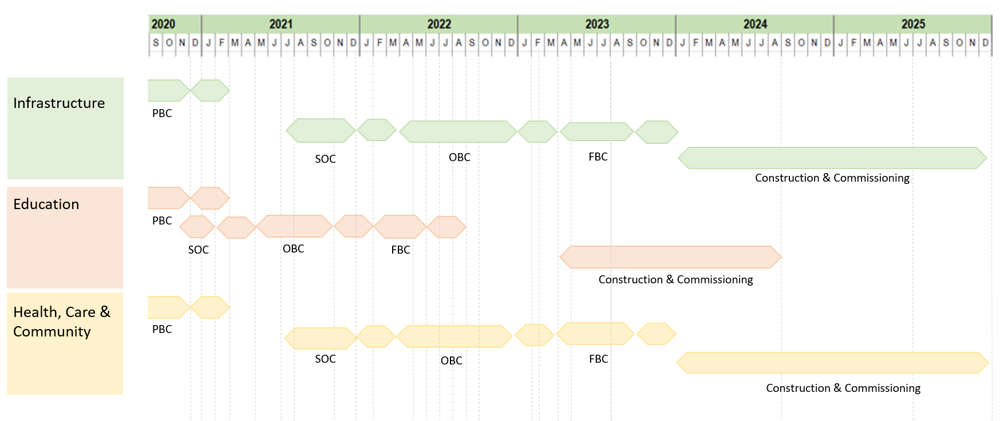 2020 2021 2022 2023 2024 2025
S O N D J F M A M J J A S O N D J F M A M J J A S O N D J F M A M J J A S O N D J F M A M J J A S O N D J F M A M J J A S O N D
Infrastructure
PBC
SOC OBC FBC
Construction & Commissioning
Education
PBC
SOC OBC FBC
Construction & Commissioning
Health, Care &
Community
PBC
SOC OBC FBC
Construction & Commissioning